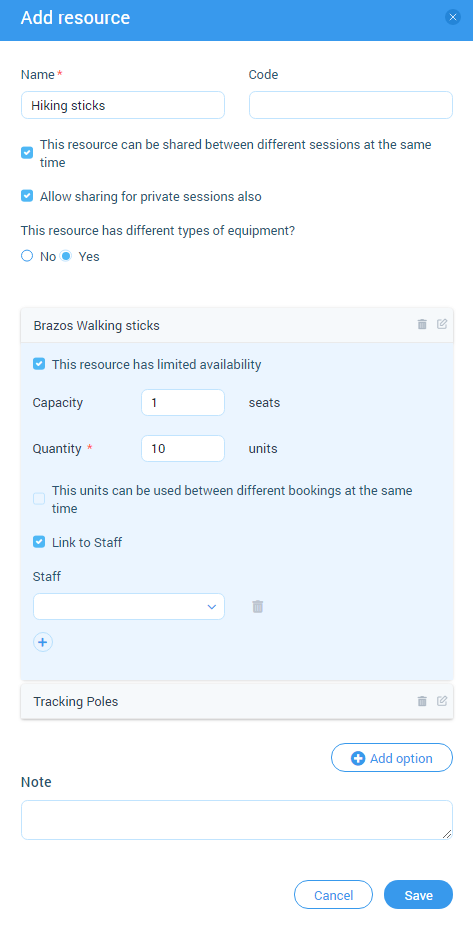 Add resource
Name * Code
Hiking sticks
This resource can be shared between different sessions at the same
time
Allow sharing for private sessions also
This resource has different types of equipment?
No Yes
Brazos Walking sticks
This resource has limited availability
Capacity 1 seats
Quantity * 10 units
This units can be used between different bookings at the same
time
Link to Staff
Staff
Tracking Poles
Add option
Note
Cancel Save